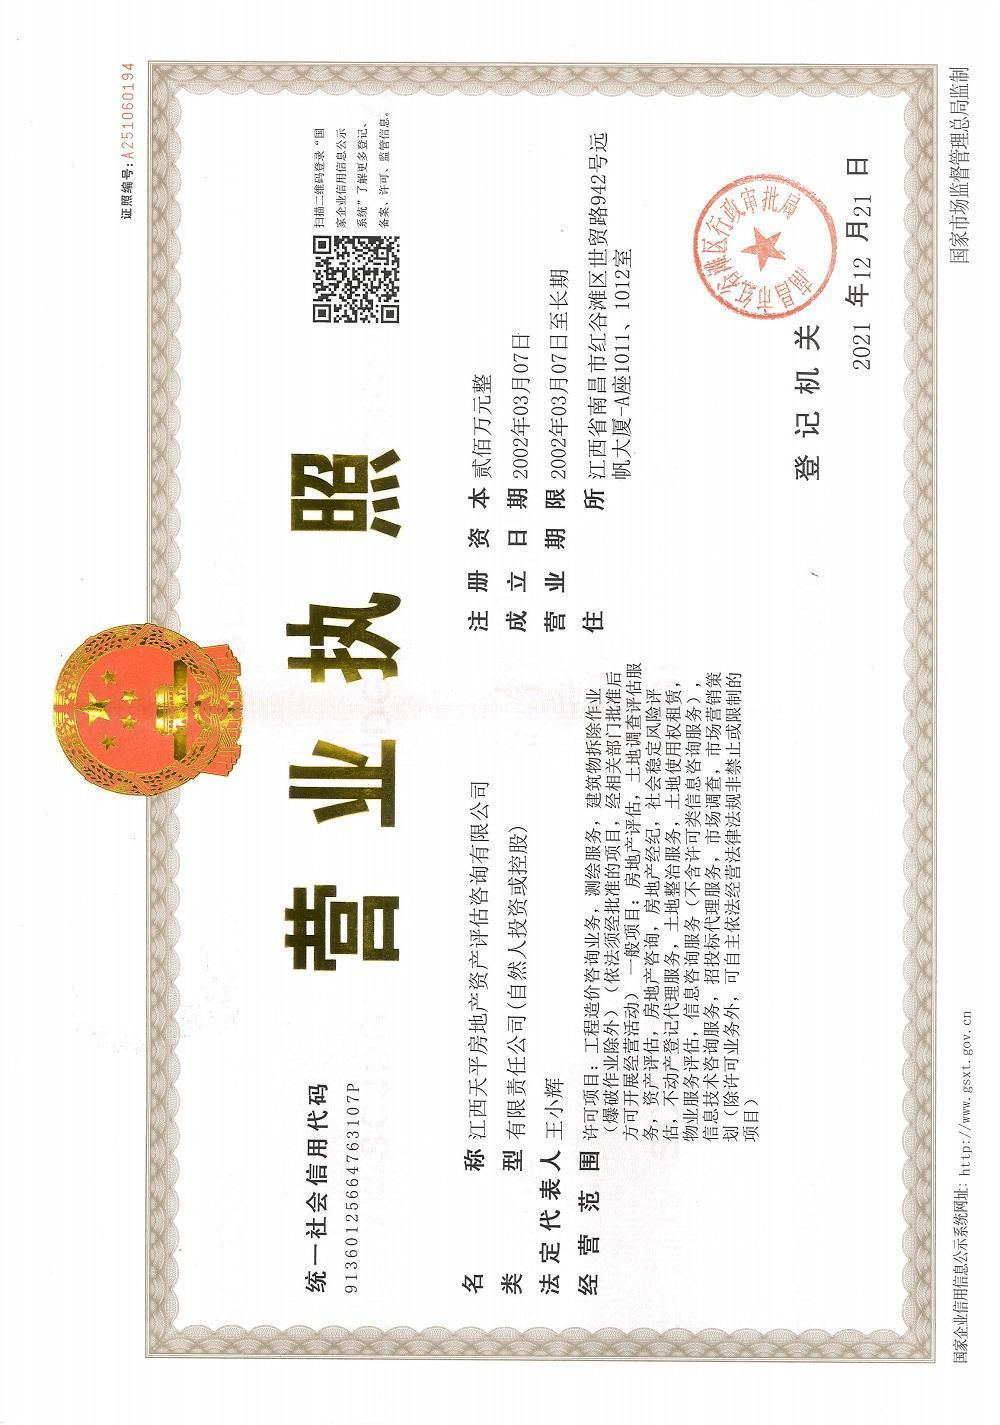 证照编号: A251060194
统一社会信用代码
91360125664763107P
营业执照
扫描二维码登录“国
家企业信用信息公示
系统”了解更多登记、
备案、许可、监管信息。
名称 江西天平房地产资产评估咨询有限公司
类型 有限责任公司(自然人投资或控股)
法定代表人 王小辉
经营范围 许可项目: 工程造价咨询业务, 测绘服务, 建筑物拆除作业
(爆破作业除外) (依法须经批准的项目, 经相关部门批准后
方可开展经营活动) 一般项目: 房地产评估, 土地调查评估服
务, 资产评估, 房地产咨询, 房地产经纪, 社会稳定风险评
估, 不动产登记代理服务, 土地整治服务, 土地使用权租赁,
物业服务评估, 信息咨询服务 (不含许可类信息咨询服务),
信息技术咨询服务, 招投标代理服务, 市场调查, 市场营销策
划 (除许可业务外, 可自主依法经营法律法规非禁止或限制的
项目)
注册资本 贰佰万元整
成立日期 2002年03月07日
营业期限 2002年03月07日至长期
住所 江西省南昌市红谷滩区世贸路942号远
帆大厦-A座1011、1012室
登记机关
南昌市红谷滩区行政审批局
2021 年12 月21 日
国家企业信用信息公示系统网址: http://www.gsxt.gov.cn
国家市场监督管理总局监制